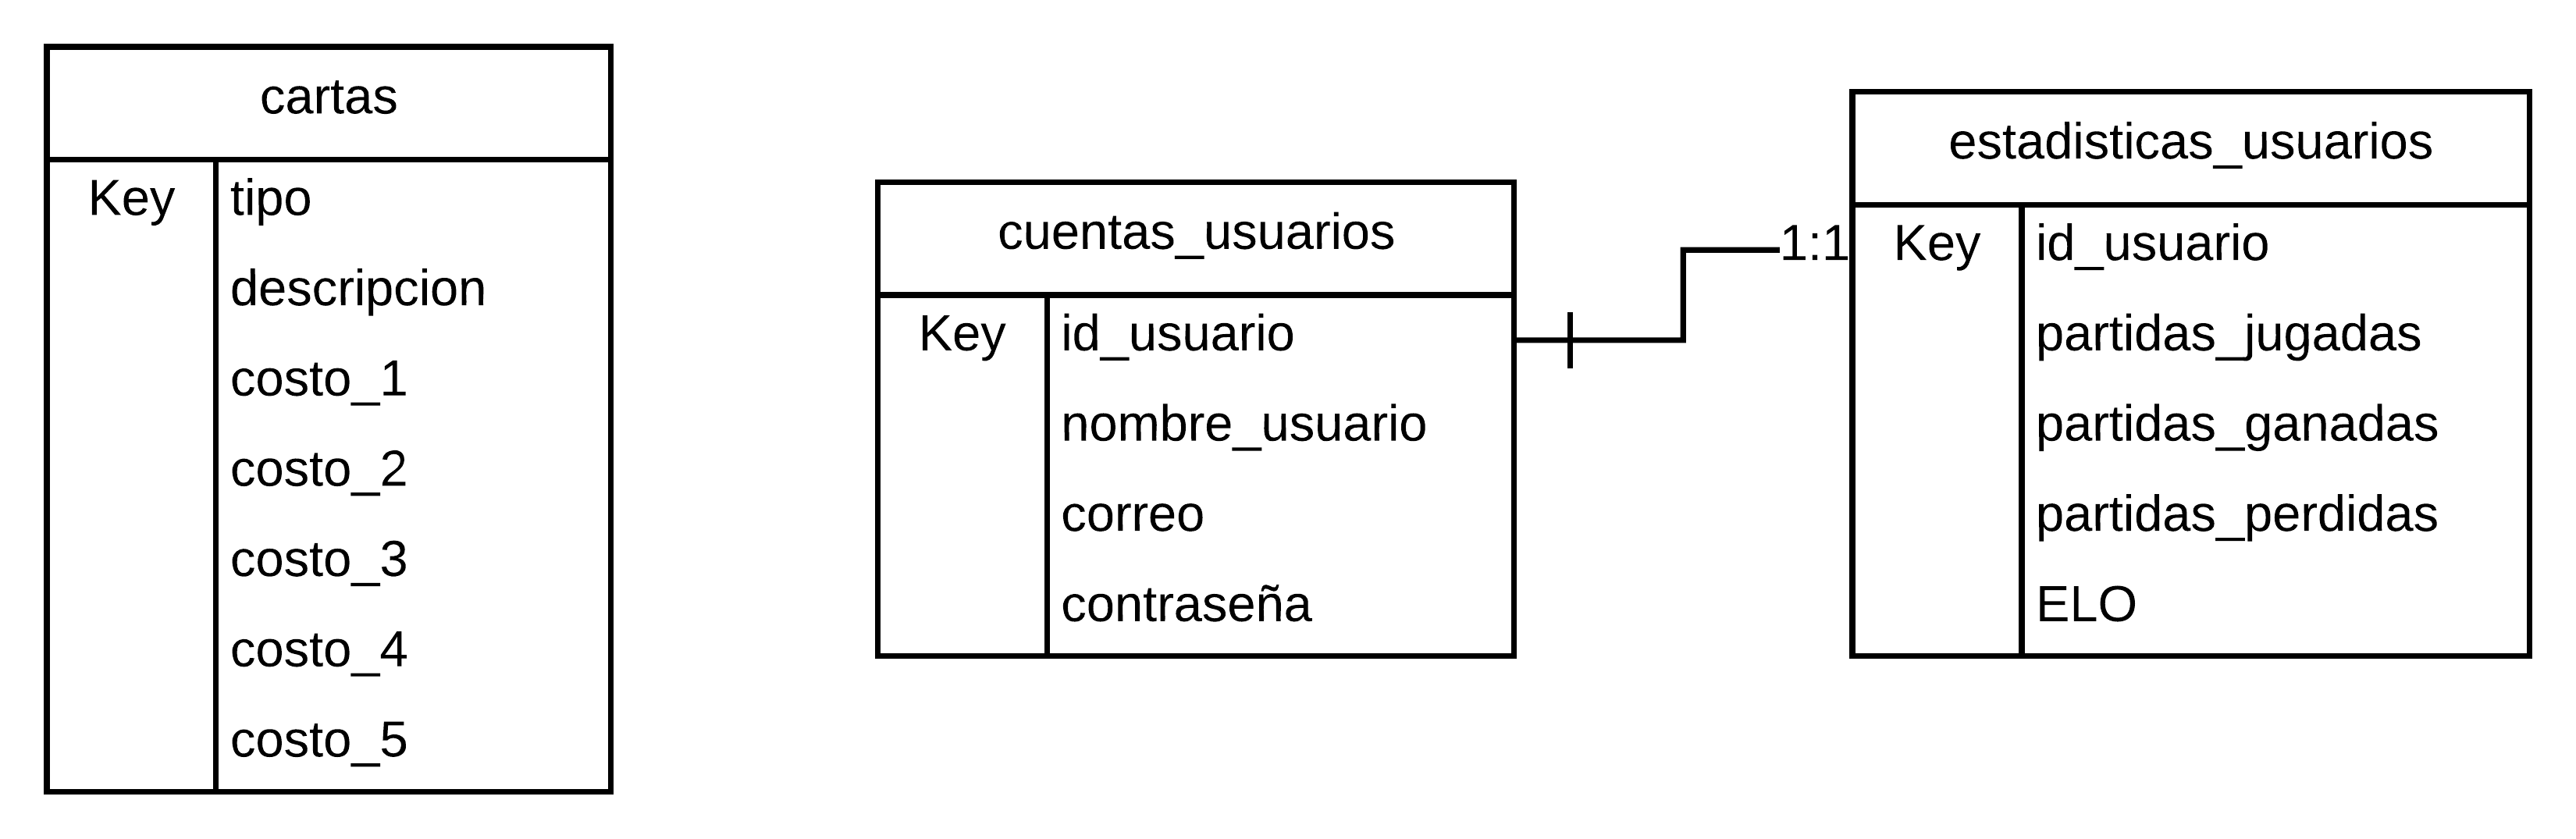 cartas
Key tipo
descripcion
costo_1
costo_2
costo_3
costo_4
costo_5
cuentas_usuarios
Key id_usuario
nombre_usuario
correo
contraseña
1:1
estadisticas_usuarios
Key id_usuario
partidas_jugadas
partidas_ganadas
partidas_perdidas
ELO